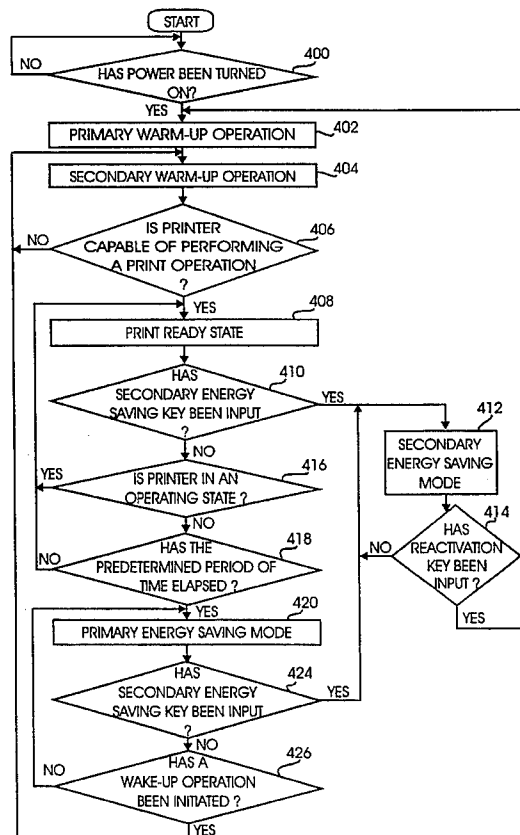 START
400
NO
HAS POWER BEEN TURNED
ON?
YES
PRIMARY WARM-UP OPERATION
402
SECONDARY WARM-UP OPERATION
404
IS PRINTER
CAPABLE OF PERFORMING
A PRINT OPERATION
?
406
NO
YES
408
PRINT READY STATE
HAS
SECONDARY ENERGY
SAVING KEY BEEN INPUT
?
410
YES
NO
412
SECONDARY
ENERGY SAVING
MODE
414
HAS
REACTIVATION
KEY BEEN
INPUT ?
NO
YES
416
YES
IS PRINTER IN AN
OPERATING STATE ?
NO
418
NO
HAS THE
PREDETERMINED PERIOD OF
TIME ELAPSED ?
YES
420
PRIMARY ENERGY SAVING MODE
HAS
SECONDARY ENERGY
SAVING KEY BEEN INPUT
?
424
YES
NO
426
NO
HAS A
WAKE-UP OPERATION
BEEN INITIATED ?
YES